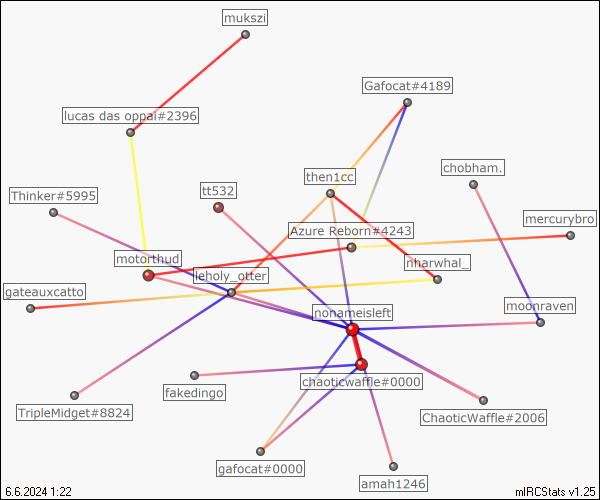 mukszi
Gafocat#4189
lucas das oppai#2396
chobham.
then1cc
Thinker#5995
tt532
mercurybro
Azure Reborn#4243
motorthud
leholy_otter
nharwhal_
gateauxcatto
moonraven
nonameisleft
chaoticwaffle#0000
fakedingo
TripleMidget#8824
ChaoticWaffle#2006
gafocat#0000
amah1246
6.6.2024 1:22
mIRCStats v1.25